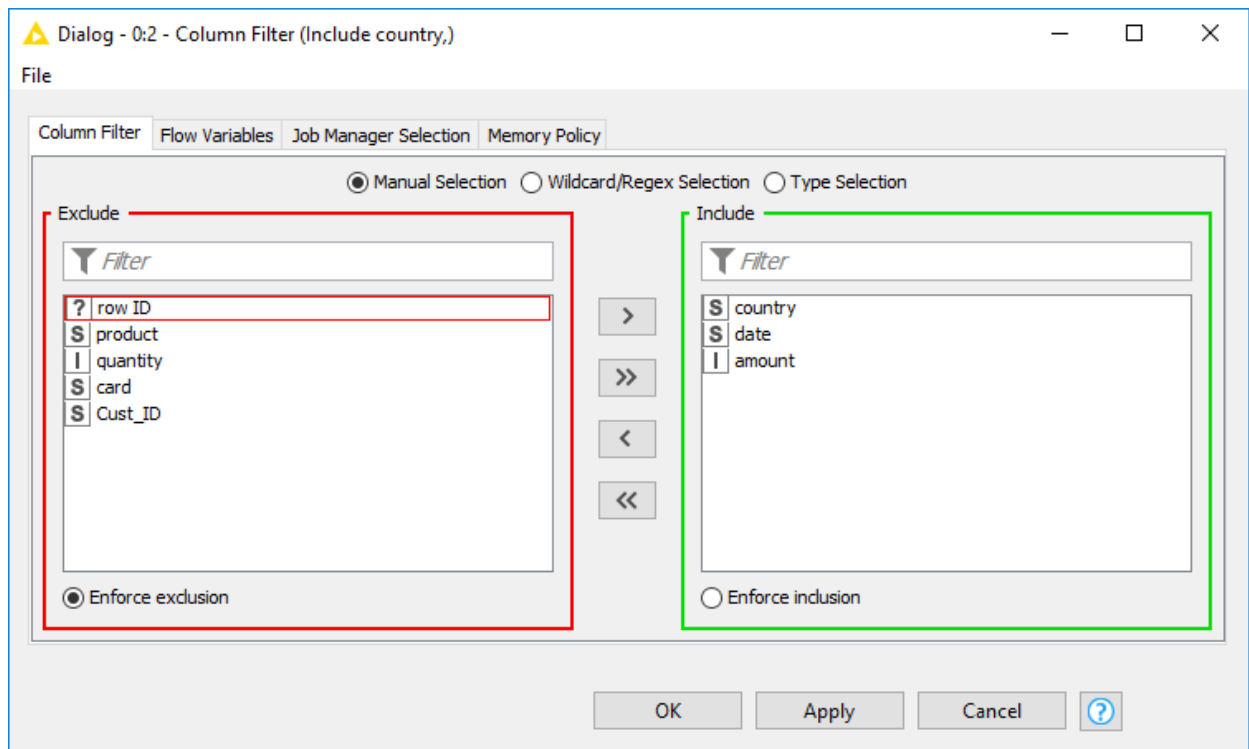 Dialog - 0:2 - Column Filter (Include country,)
File
Column Filter Flow Variables Job Manager Selection Memory Policy
Manual Selection Wildcard/Regex Selection Type Selection
Exclude
Include
Filter
Filter
? row ID
S product
I quantity
S card
S Cust_ID
S country
S date
I amount
>
>>
<
<<
Enforce exclusion
Enforce inclusion
OK Apply Cancel ?